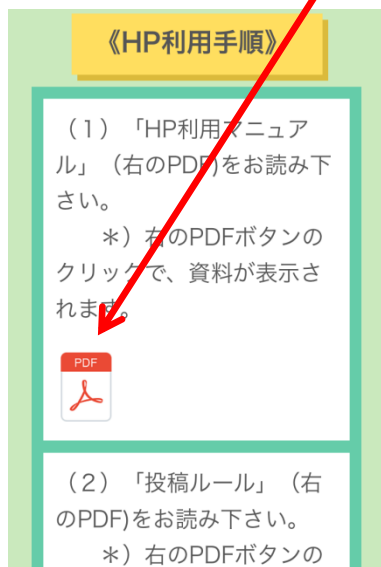 《HP利用手順》
（１）「HP利用マニュア
ル」（右のPDF)をお読み下
さい。
＊）右のPDFボタンの
クリックで、資料が表示さ
れます。
PDF
（２）「投稿ルール」（右
のPDF)をお読み下さい。
＊）右のPDFボタンの